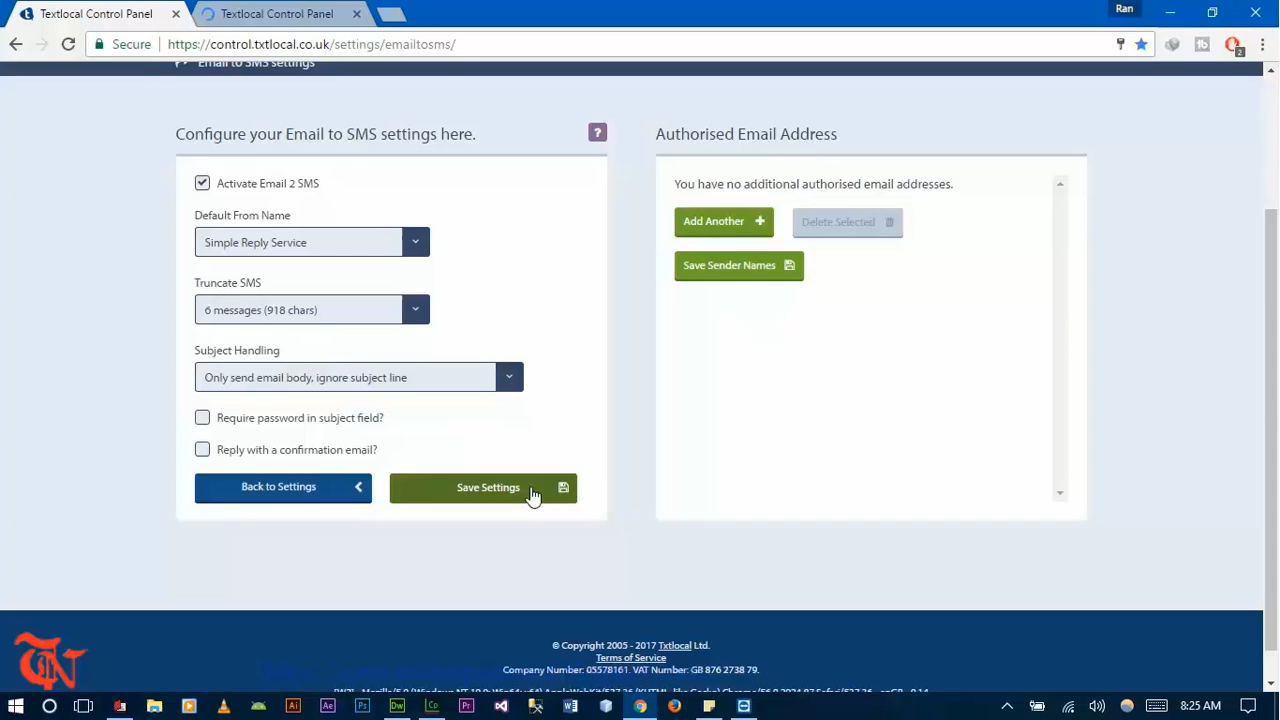 Textlocal Control Panel
Textlocal Control Panel
Ran
Secure
https://control.txtlocal.co.uk/settings/emailtosms/
2
Email to SMS settings
Configure your Email to SMS settings here.
?
Activate Email 2 SMS
Default From Name
Simple Reply Service
Truncate SMS
6 messages (918 chars)
Subject Handling
Only send email body, ignore subject line
Require password in subject field?
Reply with a confirmation email?
Back to Settings
Save Settings
Authorised Email Address
You have no additional authorised email addresses.
Add Another
Delete Selected
Save Sender Names
© Copyright 2005 - 2017 Txtlocal Ltd.
Terms of Service
Company Number: 05578161. VAT Number: GB 876 2738 79.
8:25 AM